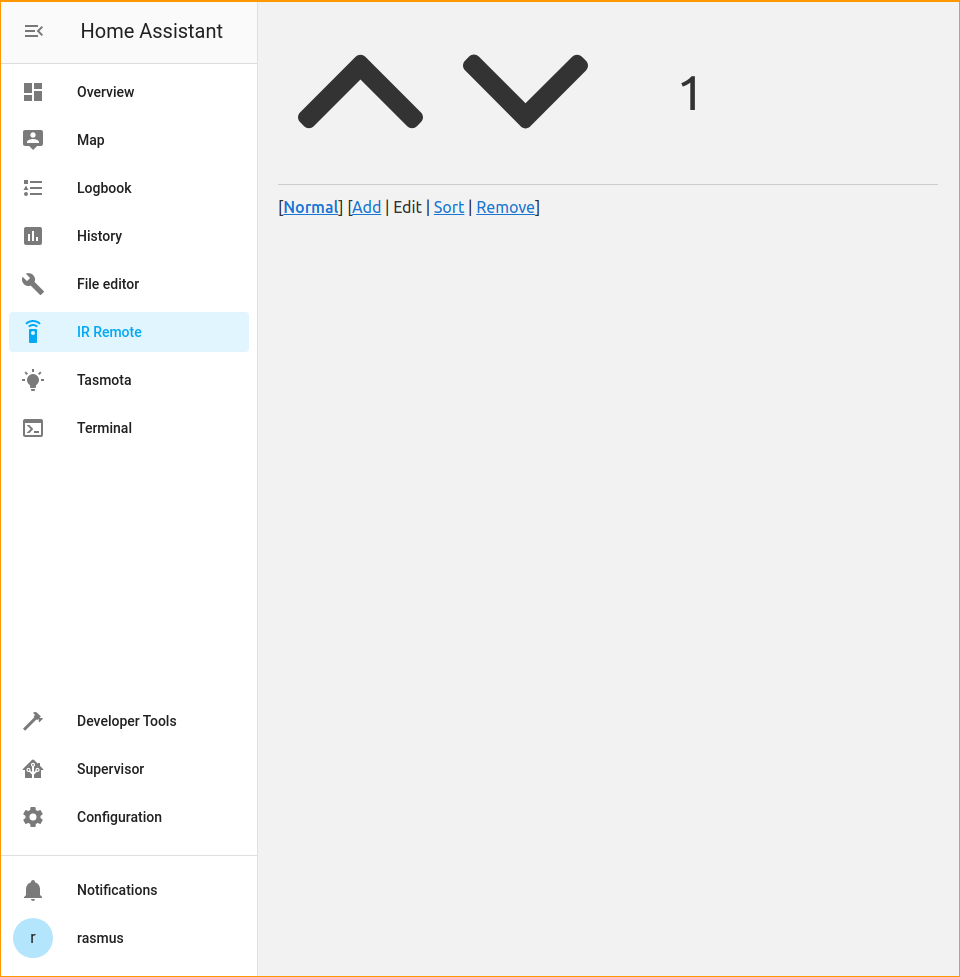 Home Assistant
Overview
Map
Logbook
History
File editor
IR Remote
Tasmota
Terminal
Developer Tools
Supervisor
Configuration
Notifications
r rasmus
1
[Normal] [Add | Edit | Sort | Remove]